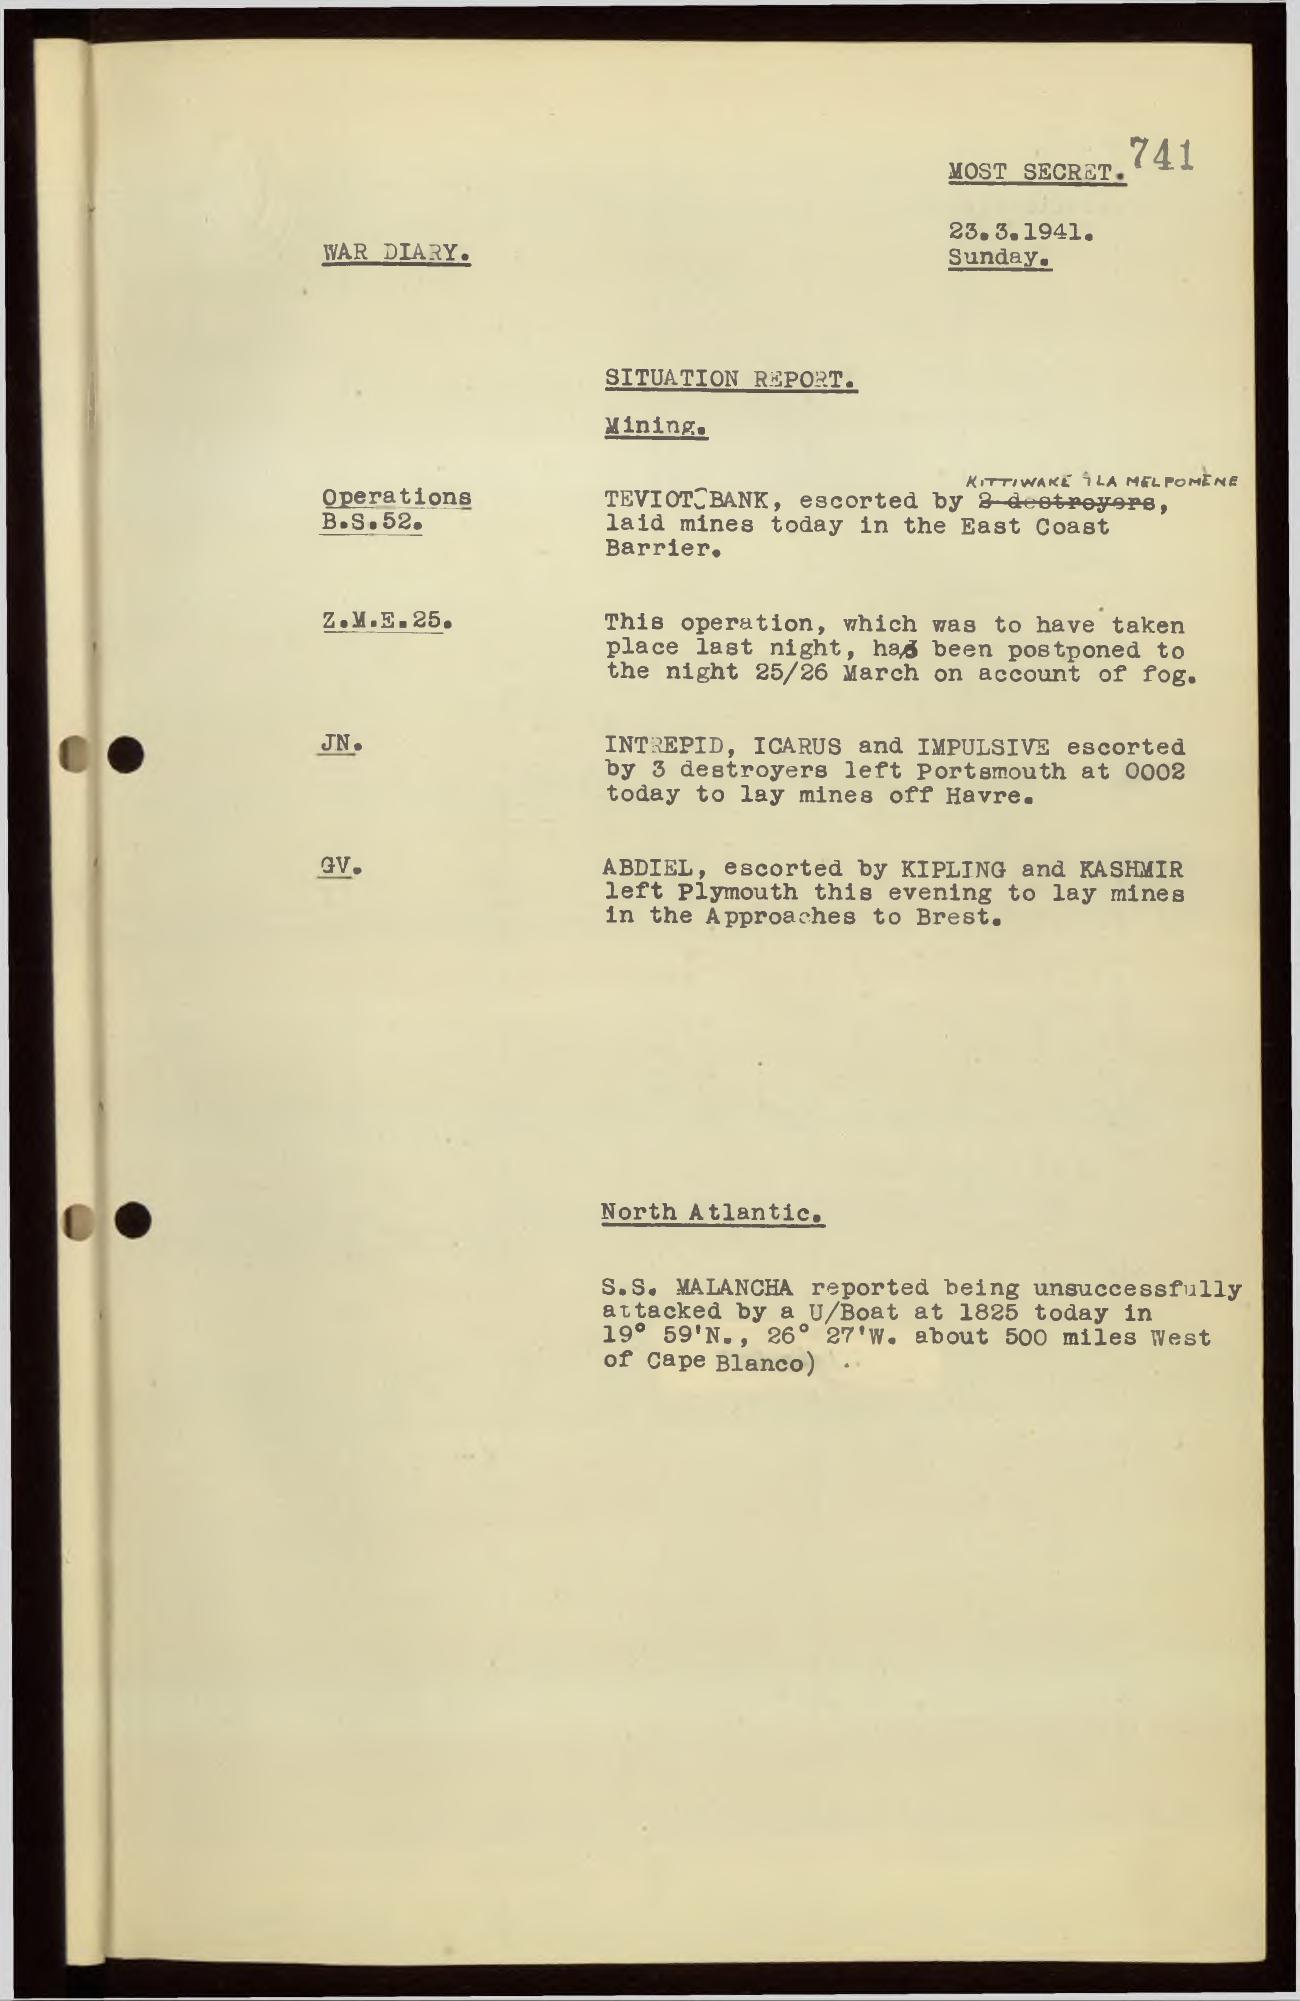 741
MOST SECRET.
23.3.1941.
Sunday.
WAR DIARY.
SITUATION REPORT.
Mining.
KITTIWAKE & LA MELPOMÈNE
Operations
B.S.52.
TEVIOT BANK, escorted by 2 destroyers,
laid mines today in the East Coast
Barrier.
Z.M.E.25.
This operation, which was to have taken
place last night, had been postponed to
the night 25/26 March on account of fog.
JN.
INTREPID, ICARUS and IMPULSIVE escorted
by 3 destroyers left Portsmouth at 0002
today to lay mines off Havre.
GV.
ABDIEL, escorted by KIPLING and KASHMIR
left Plymouth this evening to lay mines
in the Approaches to Brest.
North Atlantic.
S.S. MALANCHA reported being unsuccessfully
attacked by a U/Boat at 1825 today in
19° 59'N., 26° 27'W. about 500 miles West
of Cape Blanco)